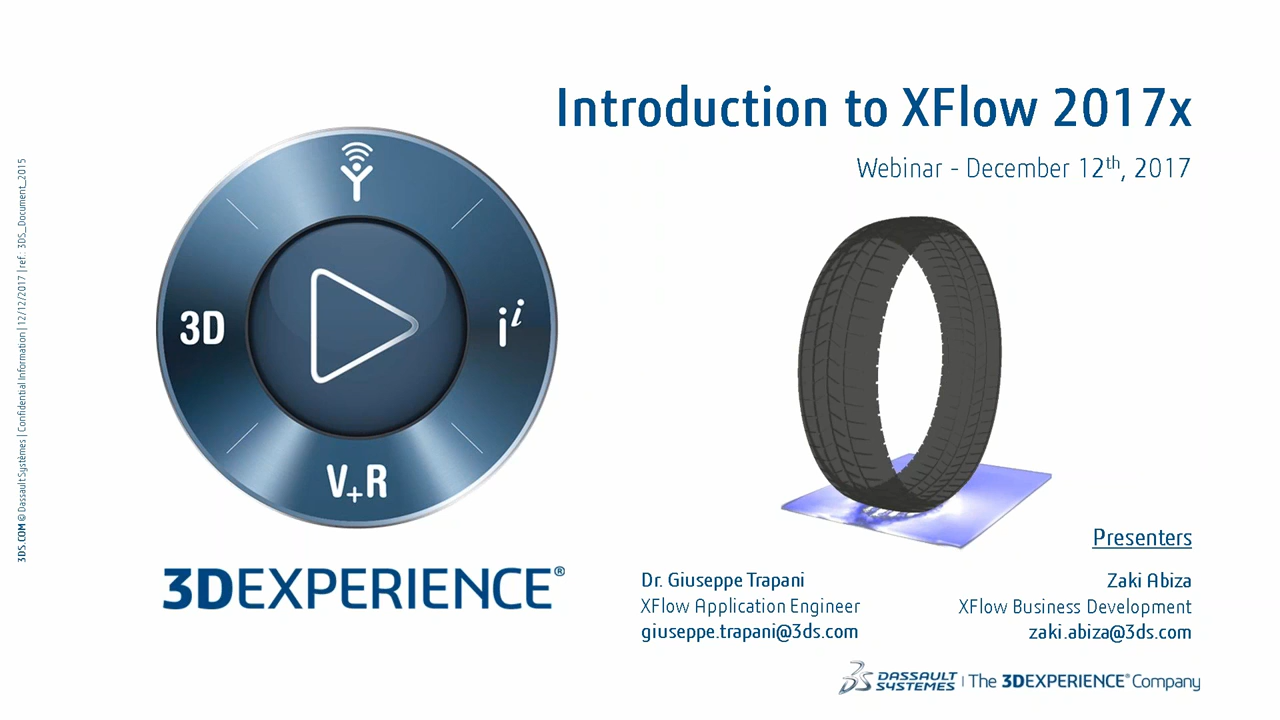 Introduction to XFlow 2017x
Webinar - December 12th, 2017
3DS.COM © Dassault Systèmes | Confidential Information | 12/12/2017 | ref.: 3DS_Document_2015
3D
i i
V+R
3DEXPERIENCE®
Presenters
Dr. Giuseppe Trapani
XFlow Application Engineer
giuseppe.trapani@3ds.com
Zaki Abiza
XFlow Business Development
zaki.abiza@3ds.com
DASSAULT SYSTEMES | The 3DEXPERIENCE® Company